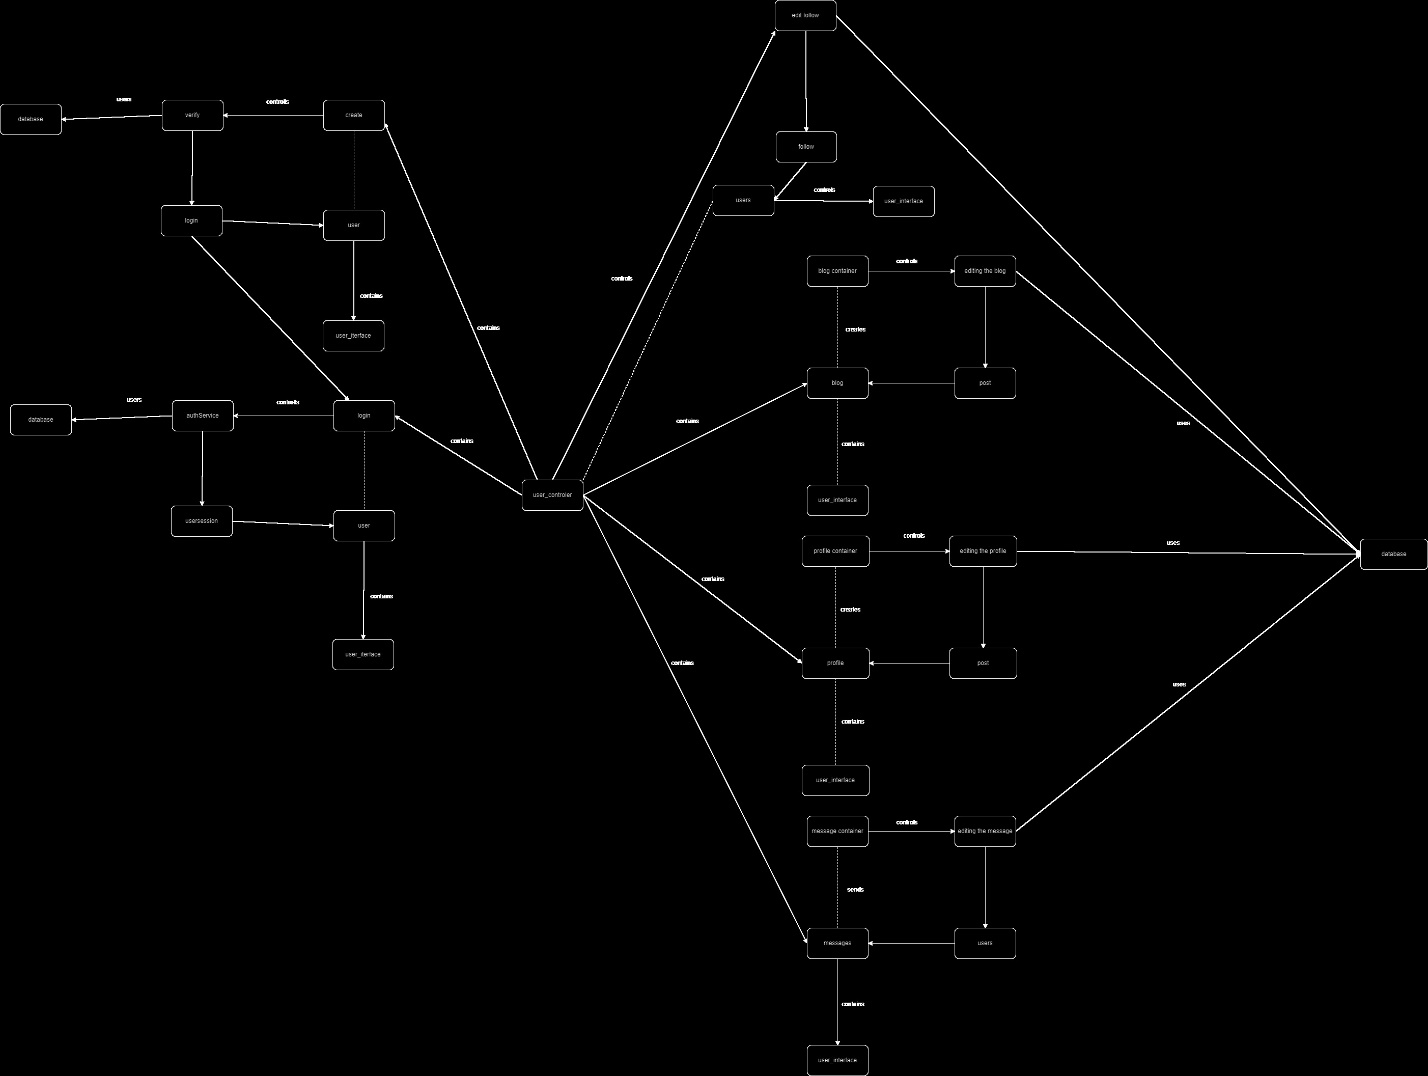 edit follow
users
controls
database
verify
create
follow
users
controls
user_interface
login
user
controls
blog container
controls
editing the blog
contains
contains
creates
user_iterface
blog
post
users
controls
database
authService
login
contains
contains
uses
contains
user_controler
user_interface
usersession
user
controls
profile container
editing the profile
uses
database
contains
contains
creates
user_iterface
contains
profile
post
uses
contains
user_interface
message container
controls
editing the message
sends
messages
users
contains
user_interface